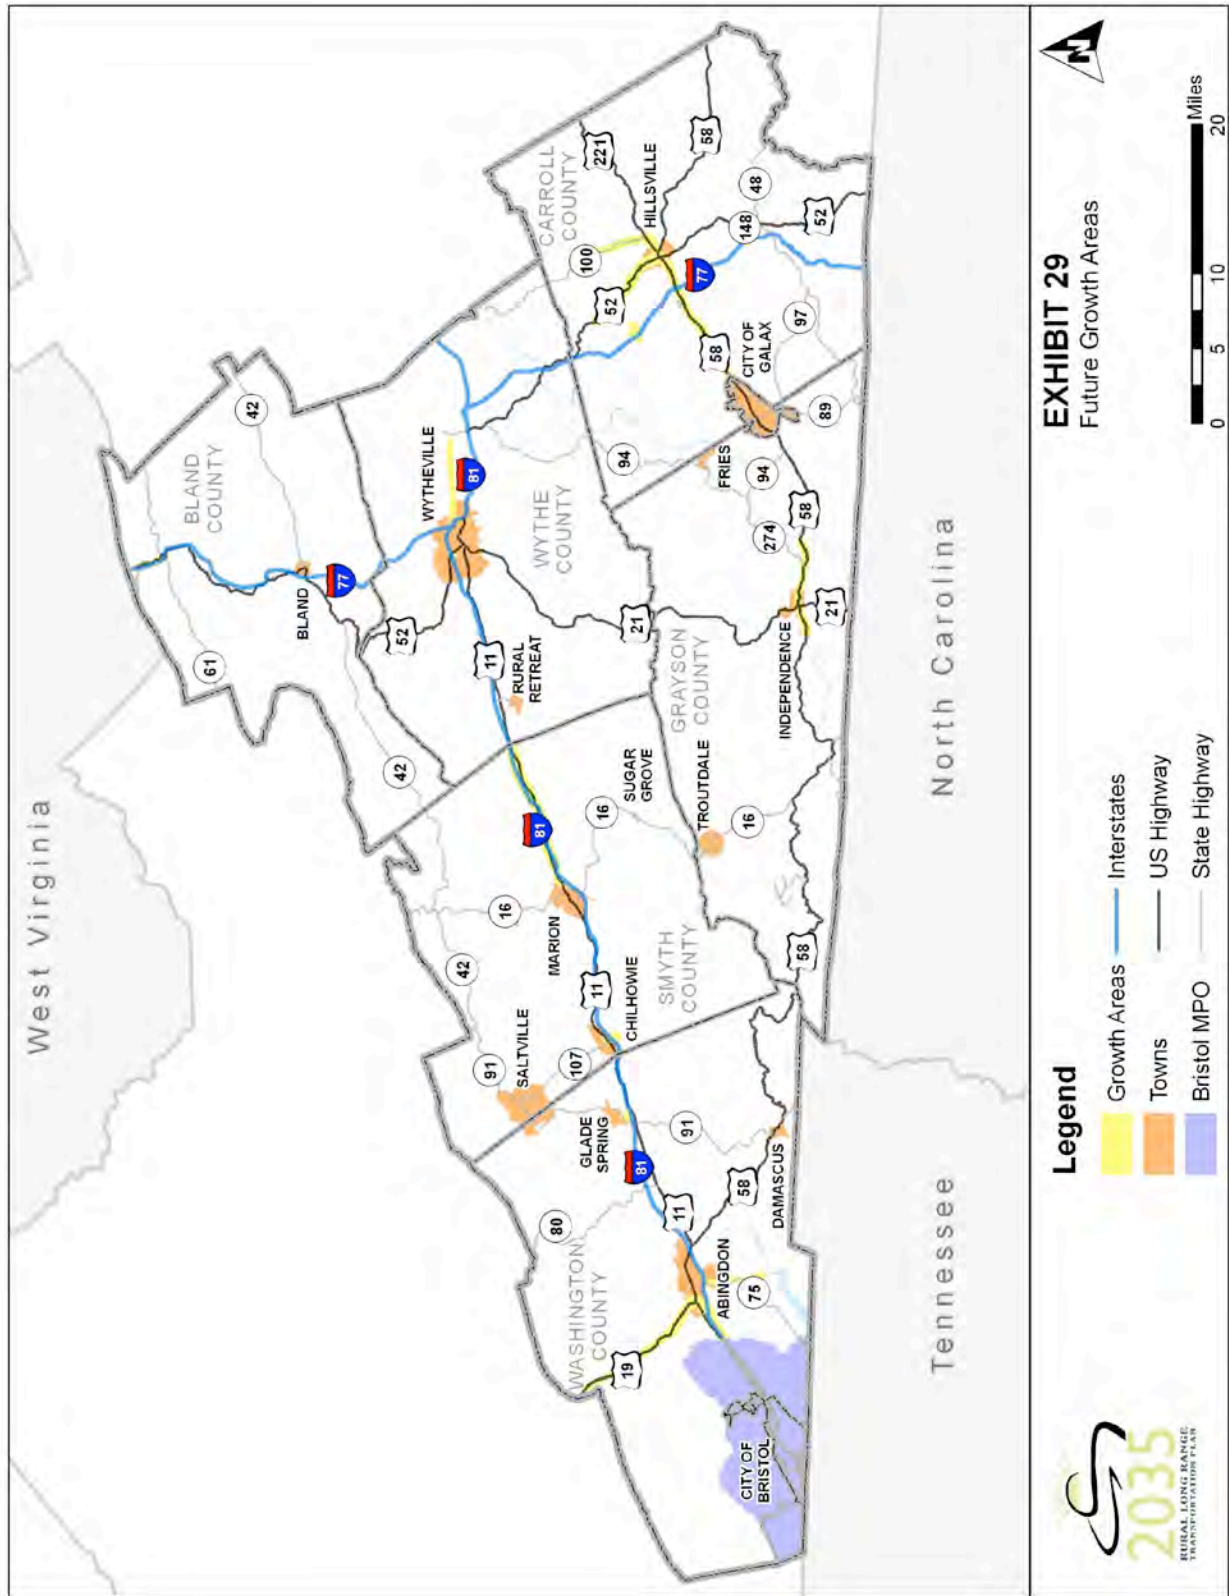 West Virginia
61
42
BLAND
COUNTY
BLAND
77
52
42
WYTHEVILLE
81
WYTHE
COUNTY
11
RURAL
RETREAT
21
CARROLL
COUNTY
100
221
HILLSVILLE
58
52
77
148
48
52
58
CITY OF
GALAX
97
89
94
FRIES
94
58
274
21
INDEPENDENCE
GRAYSON
COUNTY
TROUTDALE
16
58
SUGAR
GROVE
16
81
16
MARION
42
11
SMYTH
COUNTY
CHILHOWIE
SALTVILLE
91
107
GLADE
SPRING
81
91
DAMASCUS
58
80
11
WASHINGTON
COUNTY
ABINGDON
75
19
CITY OF
BRISTOL
Tennessee
North Carolina
2035
RURAL LONG RANGE
TRANSPORTATION PLAN
Legend
Growth Areas
Towns
Bristol MPO
Interstates
US Highway
State Highway
EXHIBIT 29
Future Growth Areas
N
0 5 10 20
Miles